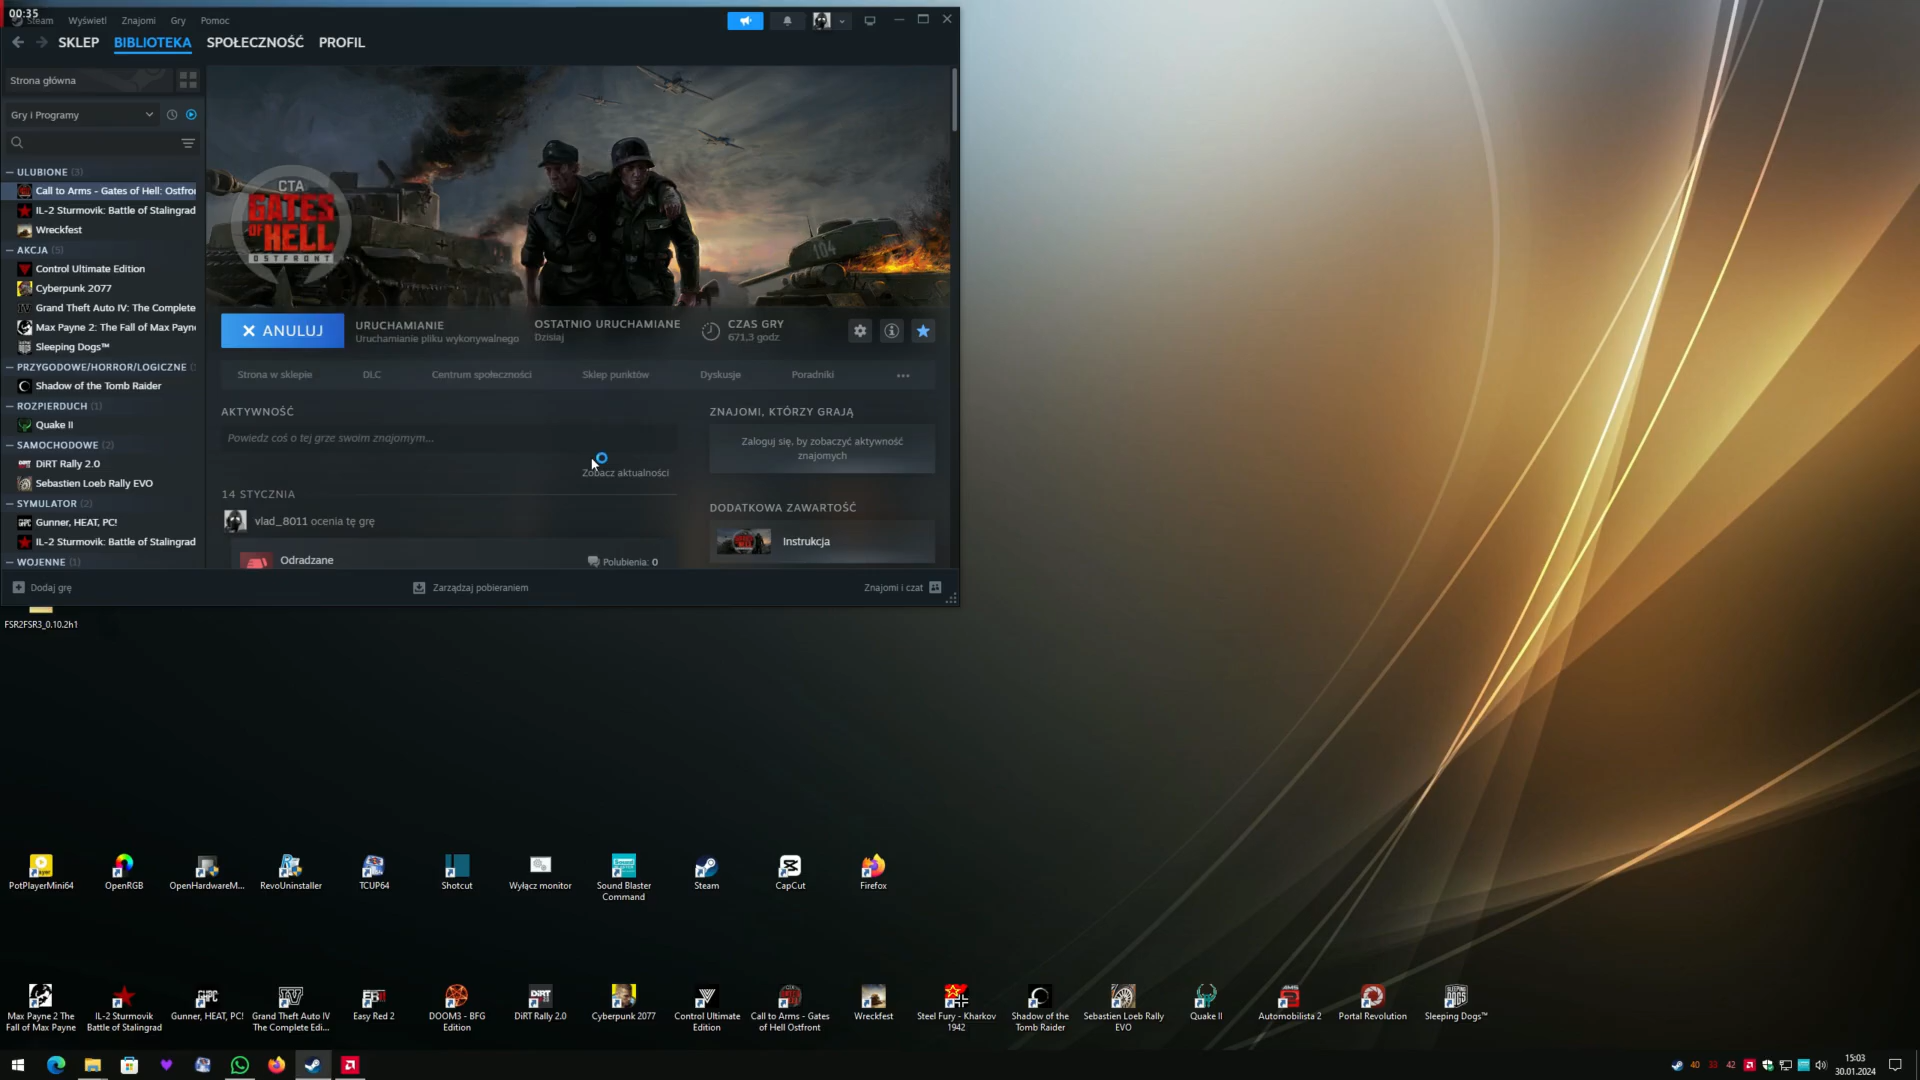 00:35
Steam
Wyświetl
Znajomi
Gry
Pomoc
SKLEP
BIBLIOTEKA
SPOŁECZNOŚĆ
PROFIL
Strona główna
Gry i Programy
— ULUBIONE (3)
Call to Arms - Gates of Hell: Ostfro
IL-2 Sturmovik: Battle of Stalingrad
Wreckfest
— AKCJA (5)
Control Ultimate Edition
Cyberpunk 2077
Grand Theft Auto IV: The Complete
Max Payne 2: The Fall of Max Payn
Sleeping Dogs™
— PRZYGODOWE/HORROR/LOGICZNE
Shadow of the Tomb Raider
— ROZPIERDUCH (1)
Quake II
— SAMOCHODOWE (2)
DiRT Rally 2.0
Sebastien Loeb Rally EVO
— SYMULATOR (2)
Gunner, HEAT, PC!
IL-2 Sturmovik: Battle of Stalingrad
— WOJENNE (1)
CTA
GATES
OF HELL
OSTFRONT
104
ANULUJ
URUCHAMIANIE
Uruchamianie pliku wykonywalnego
OSTATNIO URUCHAMIANE
Dzisiaj
CZAS GRY
671,3 godz.
Strona w sklepie
DLC
Centrum społeczności
Sklep punktów
Dyskusje
Poradniki
AKTYWNOŚĆ
Powiedz coś o tej grze swoim znajomym...
Zobacz aktualności
14 STYCZNIA
vlad_8011 ocenia tę grę
Odradzane
Polubienia: 0
ZNAJOMI, KTÓRZY GRAJĄ
Zaloguj się, by zobaczyć aktywność
znajomych
DODATKOWA ZAWARTOŚĆ
Instrukcja
Dodaj grę
Zarządzaj pobieraniem
Znajomi i czat
FSR2FSR3_0.10.2h1
PotPlayerMini64
OpenRGB
OpenHardwareM...
RevoUninstaller
TCUP64
Shotcut
Wyłącz monitor
Sound Blaster
Command
Steam
CapCut
Firefox
Max Payne 2 The
Fall of Max Payne
IL-2 Sturmovik
Battle of Stalingrad
Gunner, HEAT, PC!
Grand Theft Auto IV
The Complete Edi...
Easy Red 2
DOOM3 - BFG
Edition
DiRT Rally 2.0
Cyberpunk 2077
Control Ultimate
Edition
Call to Arms - Gates
of Hell Ostfront
Wreckfest
Steel Fury - Kharkov
1942
Shadow of the
Tomb Raider
Sebastien Loeb Rally
EVO
Quake II
Automobilista 2
Portal Revolution
Sleeping Dogs™
40
33
42
15:03
30.01.2024